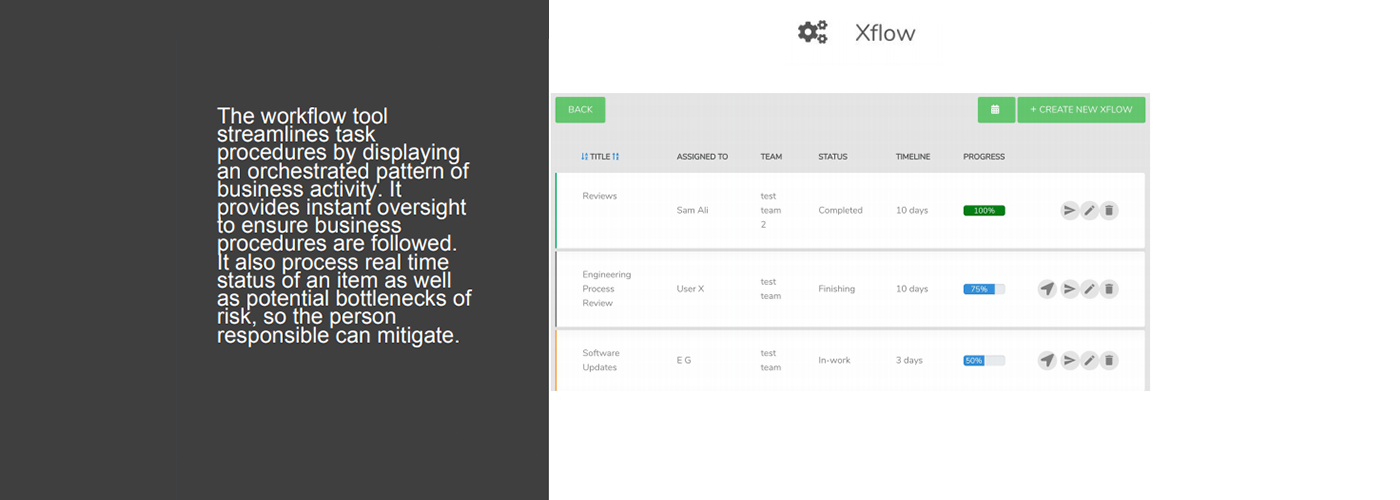 The workflow tool
streamlines task
procedures by displaying
an orchestrated pattern of
business activity. It
provides instant oversight
to ensure business
procedures are followed.
It also process real time
status of an item as well
as potential bottlenecks of
risk, so the person
responsible can mitigate.
Xflow
BACK
+ CREATE NEW XFLOW
TITLE ASSIGNED TO TEAM STATUS TIMELINE PROGRESS
Reviews
Sam Ali
test
team
2
Completed
10 days
100%
Engineering
Process
Review
User X
test
team
Finishing
10 days
75%
Software
Updates
E G
test
team
In-work
3 days
50%